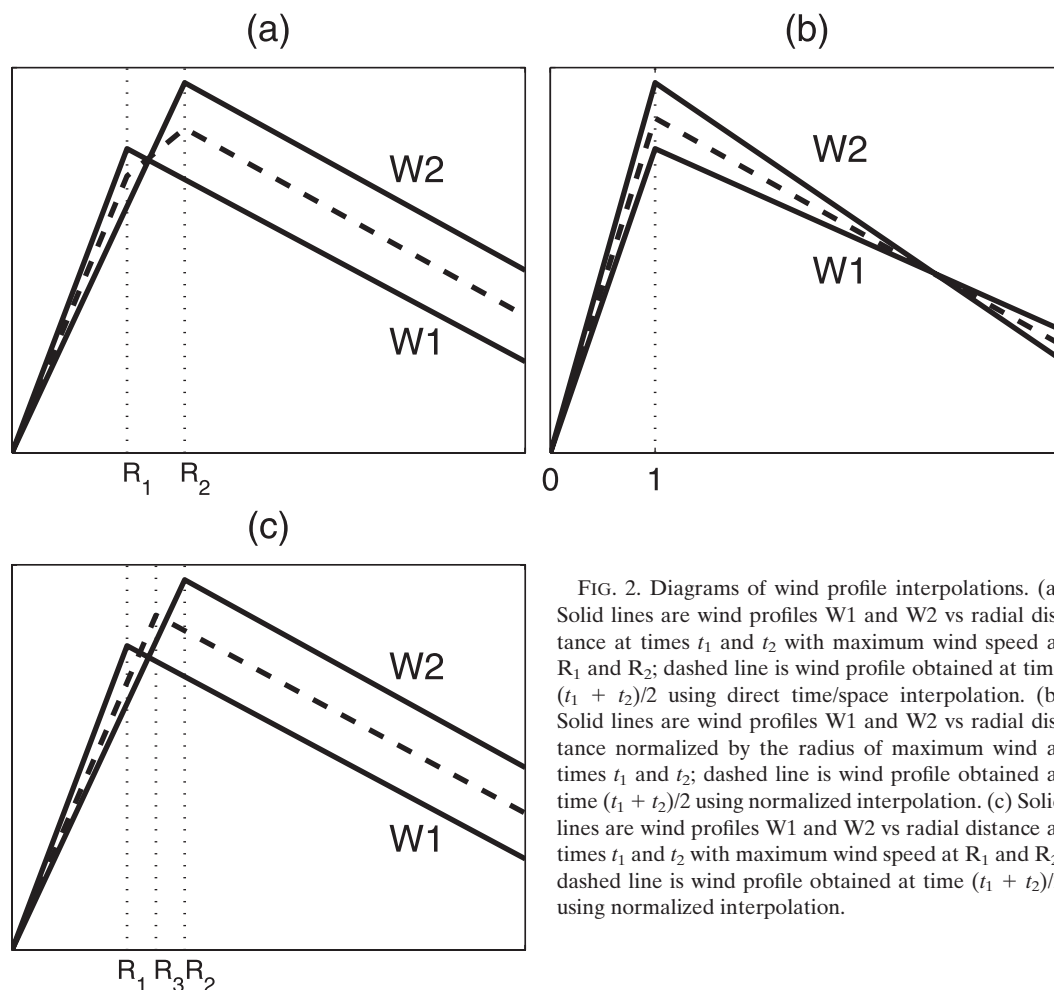 (a)
(b)
W2
W1
R1 R2
W2
W1
0 1
(c)
W2
W1
R1 R3 R2
FIG. 2. Diagrams of wind profile interpolations. (a
Solid lines are wind profiles W1 and W2 vs radial dis
tance at times t1 and t2 with maximum wind speed a
R1 and R2; dashed line is wind profile obtained at tim
(t1 + t2)/2 using direct time/space interpolation. (b
Solid lines are wind profiles W1 and W2 vs radial dis
tance normalized by the radius of maximum wind a
times t1 and t2; dashed line is wind profile obtained a
time (t1 + t2)/2 using normalized interpolation. (c) Solid
lines are wind profiles W1 and W2 vs radial distance a
times t1 and t2 with maximum wind speed at R1 and R2
dashed line is wind profile obtained at time (t1 + t2)/
using normalized interpolation.